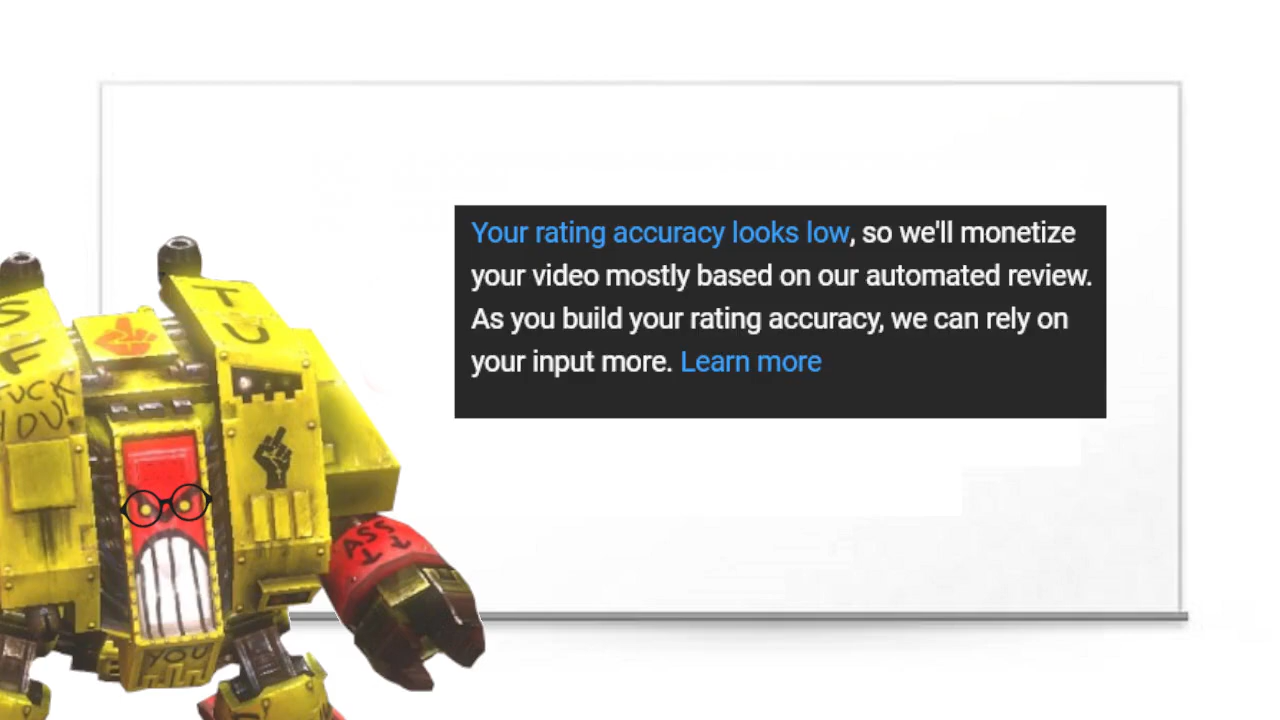 Your rating accuracy looks low, so we'll monetize
your video mostly based on our automated review.
As you build your rating accuracy, we can rely on
your input more. Learn more
S
F
FUCK
YOU!
T
U
ASS
YOU